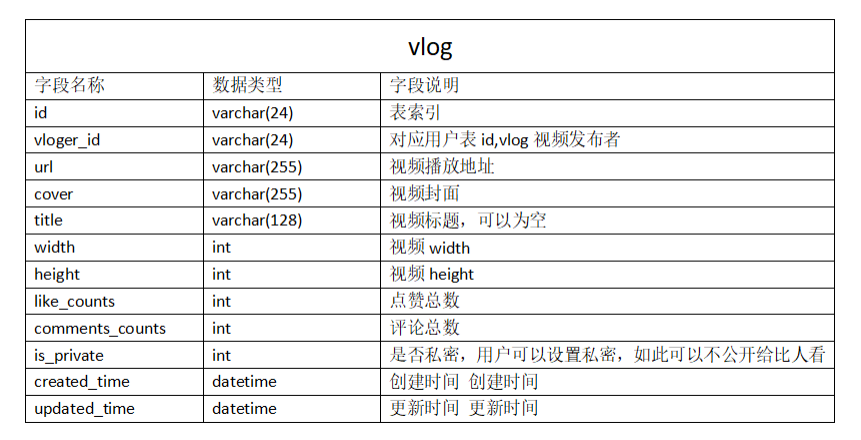 vlog
字段名称 数据类型 字段说明
id varchar(24) 表索引
vloger_id varchar(24) 对应用户表 id,vlog 视频发布者
url varchar(255) 视频播放地址
cover varchar(255) 视频封面
title varchar(128) 视频标题，可以为空
width int 视频 width
height int 视频 height
like_counts int 点赞总数
comments_counts int 评论总数
is_private int 是否私密，用户可以设置私密，如此可以不公开给比人看
created_time datetime 创建时间 创建时间
updated_time datetime 更新时间 更新时间